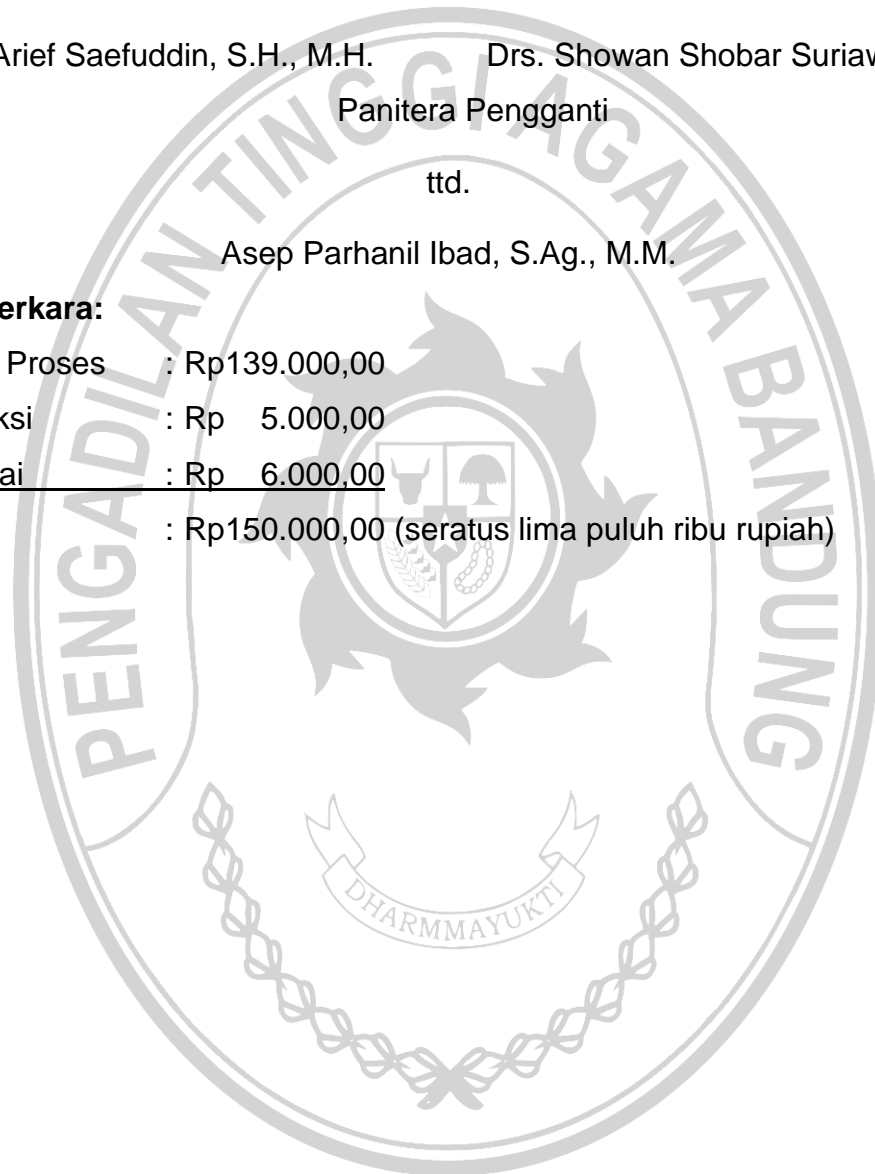 Arief Saefuddin, S.H., M.H. Drs. Showan Shobar Suriaw
Panitera Pengganti
ttd.
Asep Parhanil Ibad, S.Ag., M.M.
erkara:
Proses : Rp139.000,00
ksi : Rp 5.000,00
ai : Rp 6.000,00
: Rp150.000,00 (seratus lima puluh ribu rupiah)
PENGADILAN TINGGI AGAMA BANDUNG
DHARMMAYUKTI